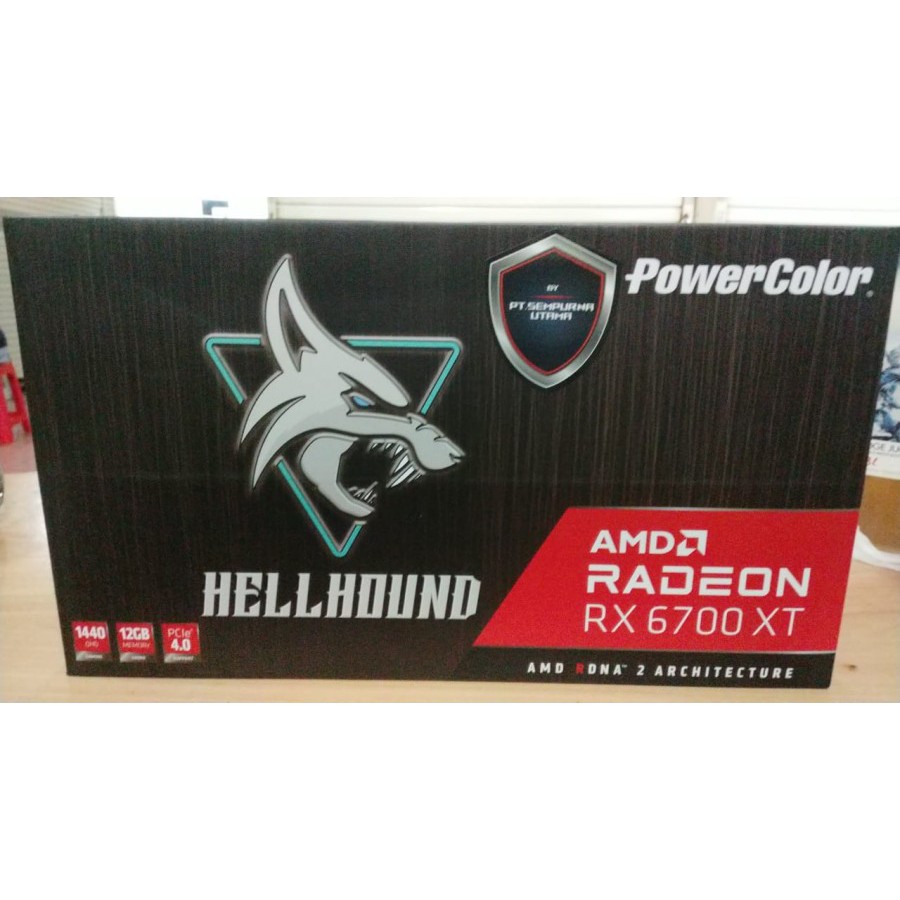 BY
PT.SEMPURNA
UTAMA
PowerColor
HELLHOUND
AMD
RADEON
RX 6700 XT
AMD RDNA™ 2 ARCHITECTURE
1440
12GB
MEMORY
PCIe®
4.0